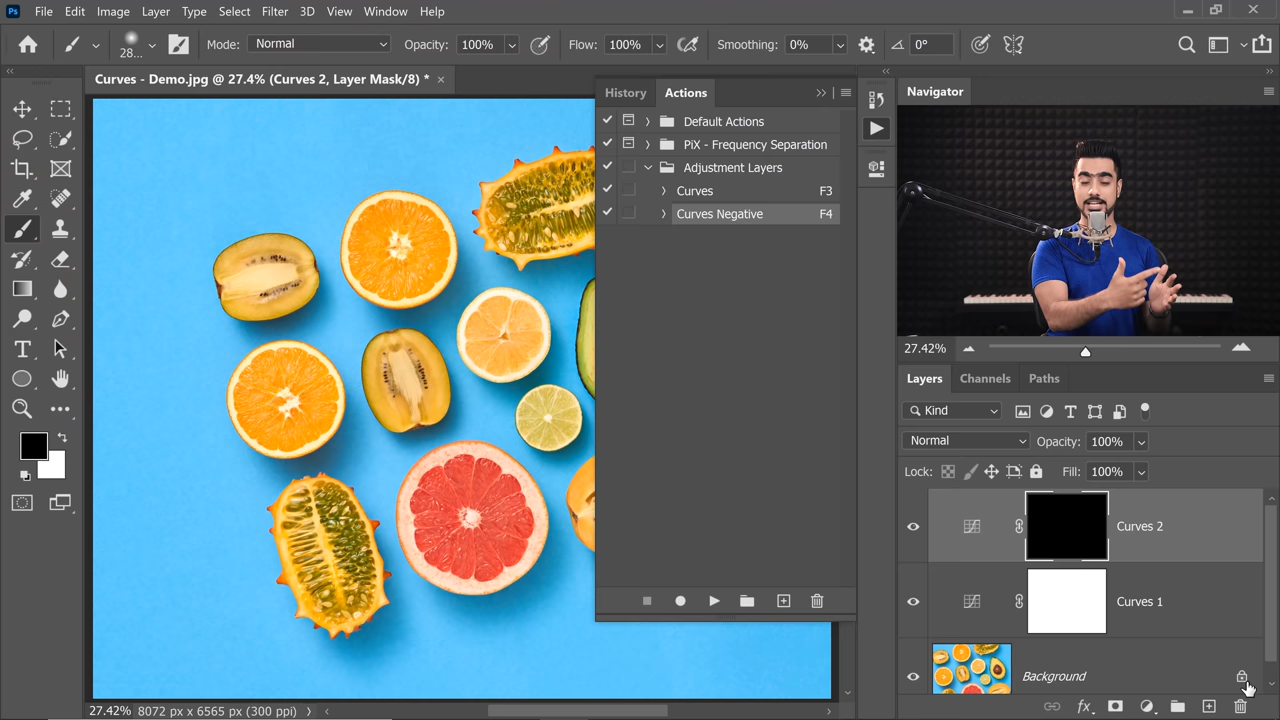 Ps File Edit Image Layer Type Select Filter 3D View Window Help
28... Mode: Normal Opacity: 100% Flow: 100% Smoothing: 0% 0°
Curves - Demo.jpg @ 27.4% (Curves 2, Layer Mask/8) * ×
History Actions
Default Actions
PiX - Frequency Separation
Adjustment Layers
Curves F3
Curves Negative F4
Navigator
27.42%
Layers Channels Paths
Kind
Normal Opacity: 100%
Lock: Fill: 100%
Curves 2
Curves 1
Background
27.42% 8072 px x 6565 px (300 ppi)